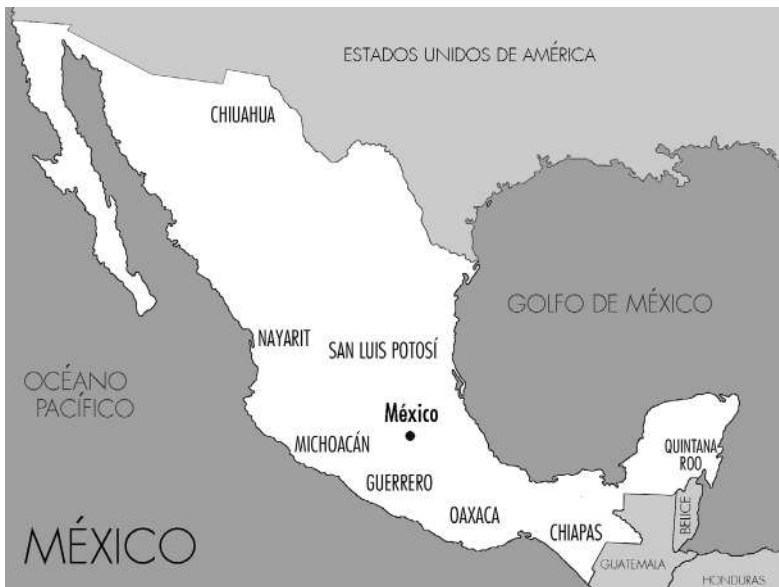 ESTADOS UNIDOS DE AMÉRICA
CHIUAHUA
GOLFO DE MÉXICO
NAYARIT
SAN LUIS POTOSÍ
OCÉANO
PACÍFICO
México
MICHOACÁN
QUINTANA
ROO
GUERRERO
OAXACA
CHIAPAS
BELICE
MÉXICO
GUATEMALA
HONDURAS